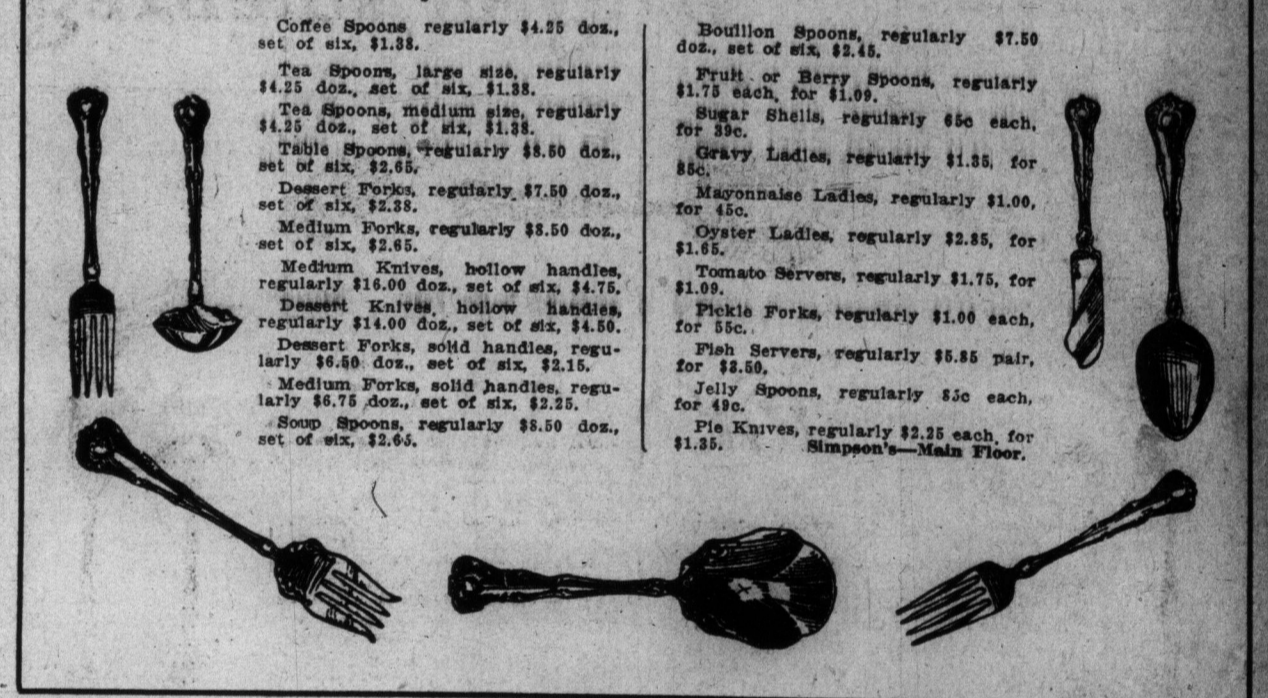 Coffee Spoons regularly $4.25 doz.,
set of six, $1.38.
Tea Spoons, large size, regularly
$4.25 doz., set of six, $1.38.
Tea Spoons, medium size, regularly
$4.25 doz., set of six, $1.38.
Table Spoons, regularly $8.50 doz.,
set of six, $2.65.
Dessert Forks, regularly $7.50 doz.,
set of six, $2.38.
Medium Forks, regularly $8.50 doz.,
set of six, $2.65.
Medium Knives, hollow handles,
regularly $16.00 doz., set of six, $4.75.
Dessert Knives, hollow handles,
regularly $14.00 doz., set of six, $4.50.
Dessert Forks, solid handles, regu-
larly $6.50 doz., set of six, $2.15.
Medium Forks, solid handles, regu-
larly $6.75 doz., set of six, $2.25.
Soup Spoons, regularly $8.50 doz.,
set of six, $2.65.
Bouillon Spoons, regularly $7.50
doz., set of six, $2.45.
Fruit or Berry Spoons, regularly
$1.75 each, for $1.09.
Sugar Shells, regularly 65c each,
for 39c.
Gravy Ladles, regularly $1.35, for
85c.
Mayonnaise Ladles, regularly $1.00,
for 45c.
Oyster Ladles, regularly $2.85, for
$1.65.
Tomato Servers, regularly $1.75, for
$1.09.
Pickle Forks, regularly $1.00 each,
for 55c.
Fish Servers, regularly $5.85 pair,
for $3.50.
Jelly Spoons, regularly 85c each,
for 49c.
Pie Knives, regularly $2.25 each, for
$1.35. Simpson's—Main Floor.